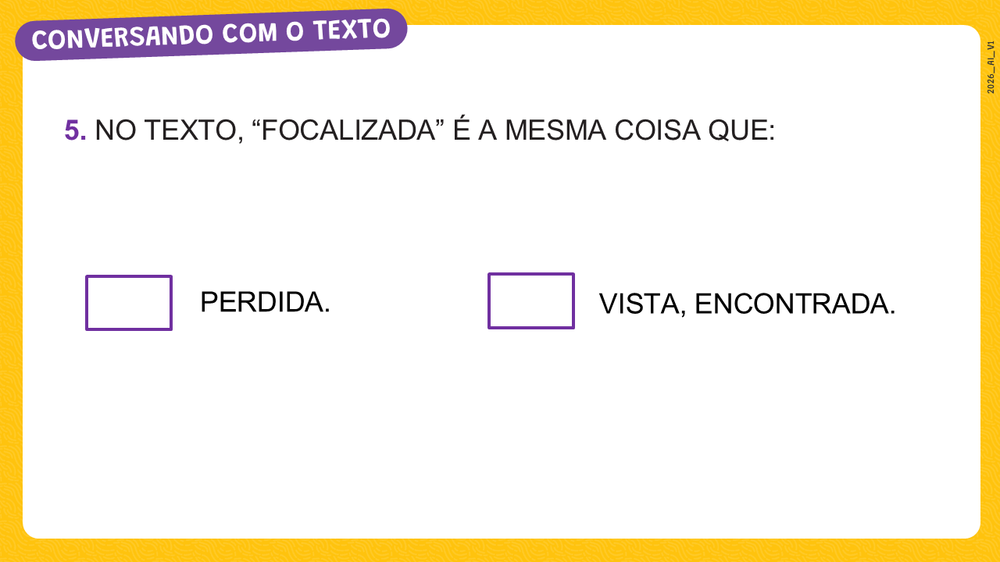 CONVERSANDO COM O TEXTO
2026_AI_V1
5. NO TEXTO, “FOCALIZADA” É A MESMA COISA QUE:
PERDIDA.
VISTA, ENCONTRADA.